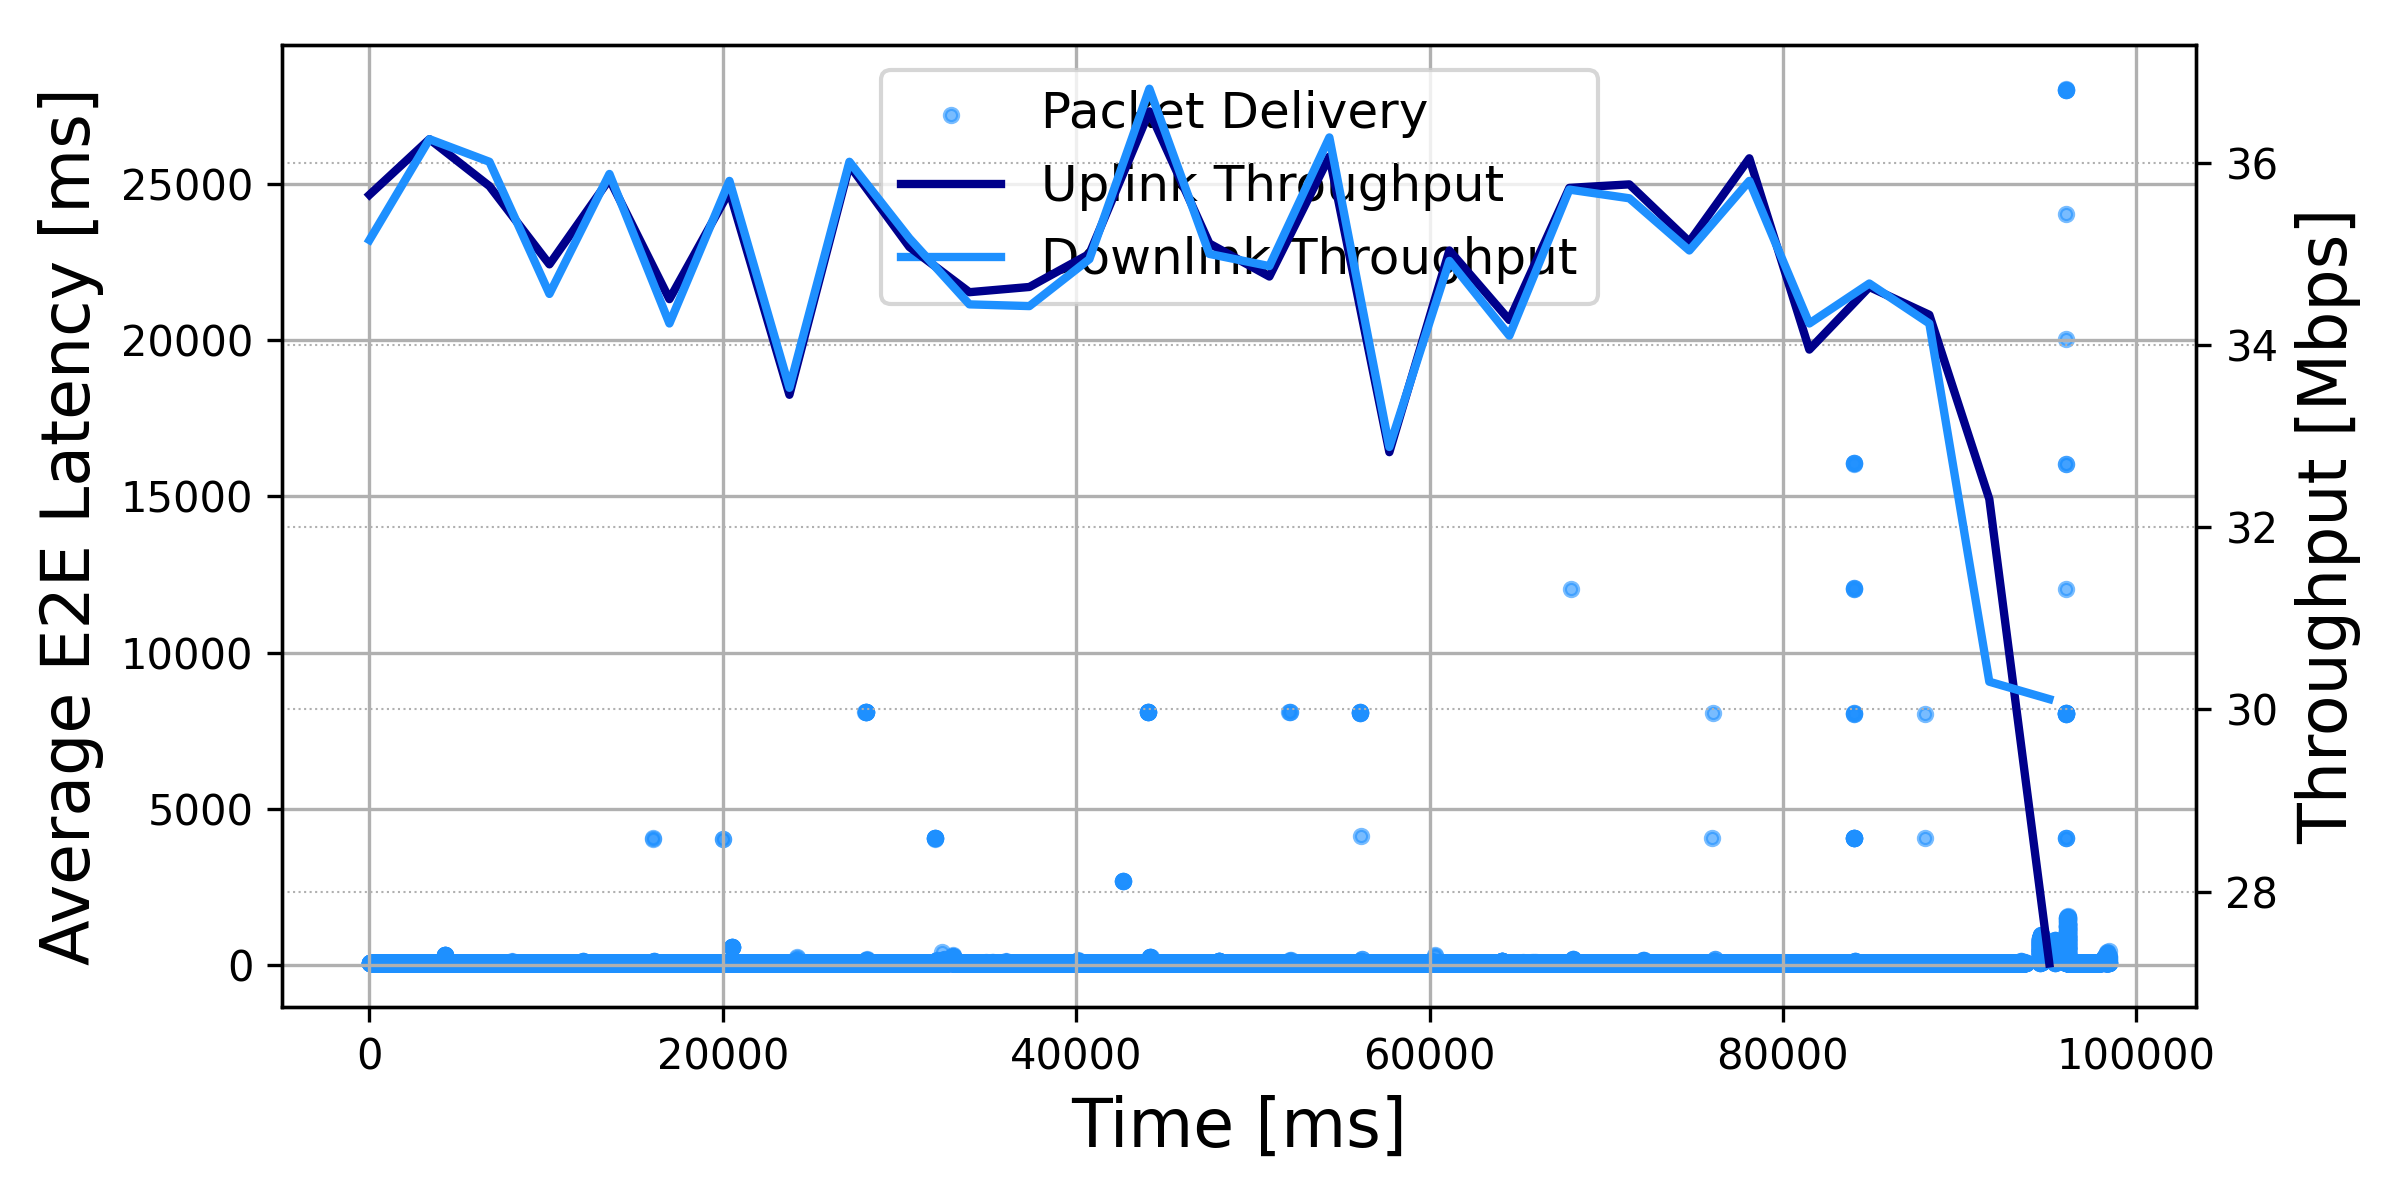 Average E2E Latency [ms]
25000
20000
15000
10000
5000
0
Packet Delivery
Uplink Throughput
Downlink Throughput
36
34
32
30
28
Throughput [Mbps]
0 20000 40000 60000 80000 100000
Time [ms]